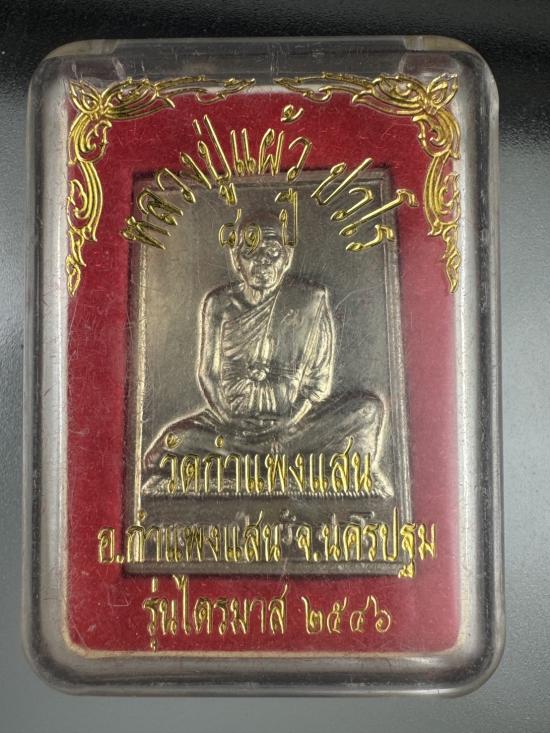 หลวงปู่แผ้ว ปวโร
๘๑ ปี
วัดกำแพงแสน
อ.กำแพงแสน จ.นครปฐม
รุ่นไตรมาส ๒๕๔๖